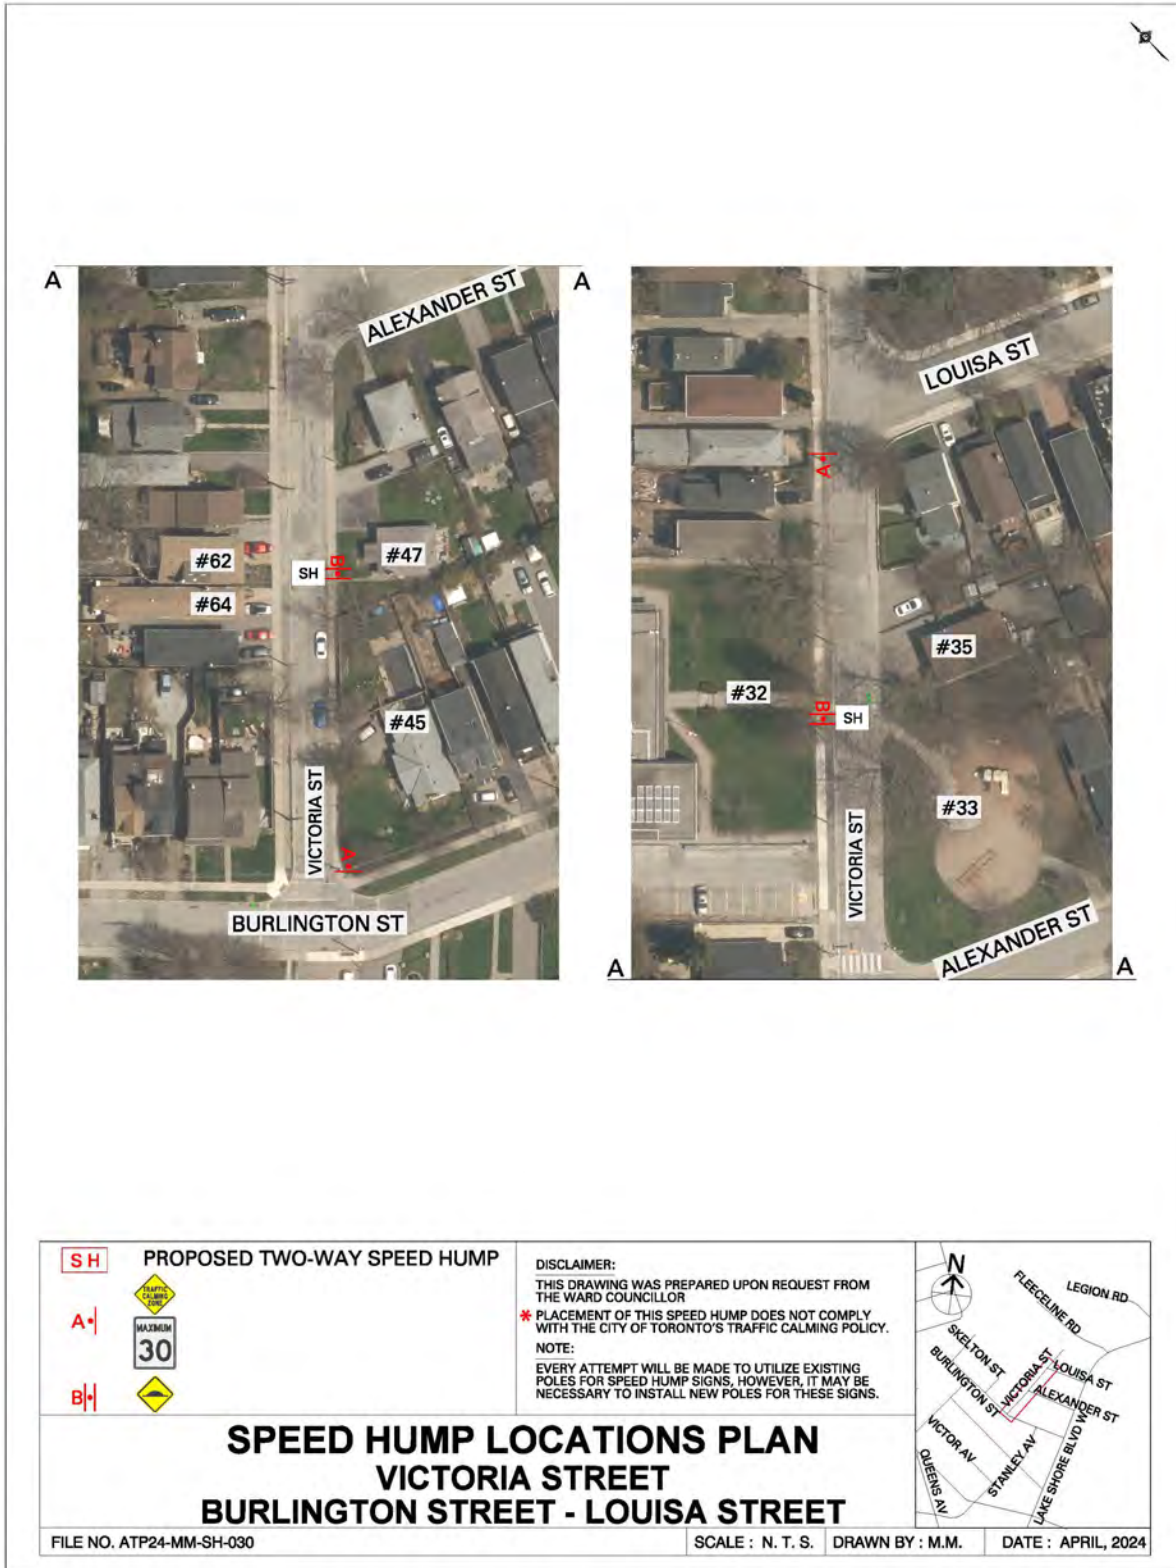 A
A
ALEXANDER ST
#62
#47
SH
B
#64
#45
VICTORIA ST
A
BURLINGTON ST
LOUISA ST
A
#35
#32
B
SH
#33
VICTORIA ST
ALEXANDER ST
A
A
SH PROPOSED TWO-WAY SPEED HUMP
TRAFFIC
CALMING
ZONE
A
MAXIMUM
30
B
DISCLAIMER:
THIS DRAWING WAS PREPARED UPON REQUEST FROM
THE WARD COUNCILLOR
* PLACEMENT OF THIS SPEED HUMP DOES NOT COMPLY
WITH THE CITY OF TORONTO'S TRAFFIC CALMING POLICY.
NOTE:
EVERY ATTEMPT WILL BE MADE TO UTILIZE EXISTING
POLES FOR SPEED HUMP SIGNS, HOWEVER, IT MAY BE
NECESSARY TO INSTALL NEW POLES FOR THESE SIGNS.
N
FLEECELINE RD
LEGION RD
SKELTON ST
BURLINGTON ST
VICTORIA ST
LOUISA ST
ALEXANDER ST
VICTOR AV
QUEENS AV
STANLEY AV
LAKE SHORE BLVD W
SPEED HUMP LOCATIONS PLAN
VICTORIA STREET
BURLINGTON STREET - LOUISA STREET
FILE NO. ATP24-MM-SH-030
SCALE : N. T. S.
DRAWN BY : M.M.
DATE : APRIL, 2024